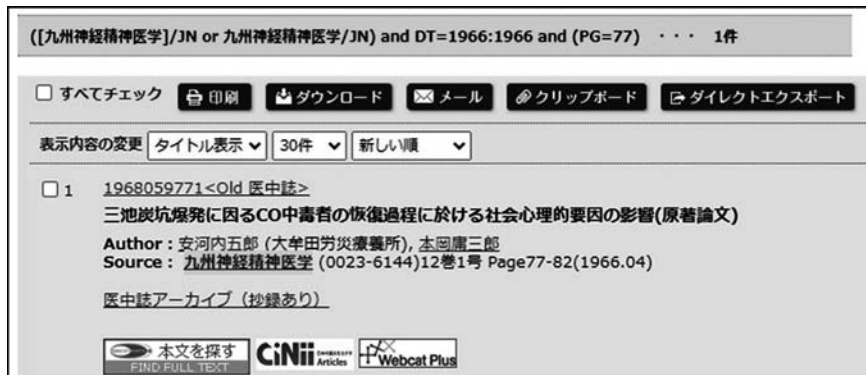 ([九州神経精神医学]/JN or 九州神経精神医学/JN) and DT=1966:1966 and (PG=77) ・・・ 1件
すべてチェック 印刷 ダウンロード メール クリップボード ダイレクトエクスポート
表示内容の変更 タイトル表示 30件 新しい順
1 1968059771<Old 医中誌>
三池炭坑爆発に因るCO中毒者の恢復過程に於ける社会心理的要因の影響(原著論文)
Author : 安河内五郎 (大牟田労災療養所), 本岡庸三郎
Source : 九州神経精神医学 (0023-6144)12巻1号 Page77-82(1966.04)
医中誌アーカイブ（抄録あり）
本文を探す CiNii Articles Webcat Plus
FIND FULL TEXT